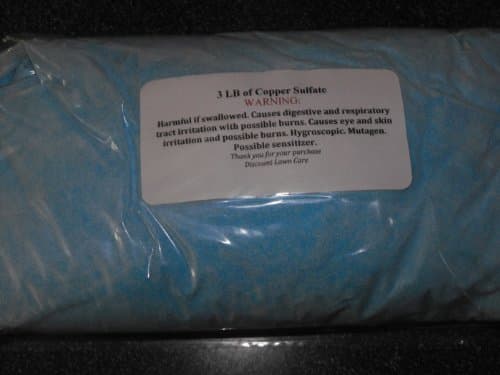 3 LB of Copper Sulfate
WARNING:
Harmful if swallowed. Causes digestive and respiratory
tract irritation with possible burns. Causes eye and skin
irritation and possible burns. Hygroscopic. Mutagen.
Possible sensitizer.
Thank you for your purchase
Discount Lawn Care